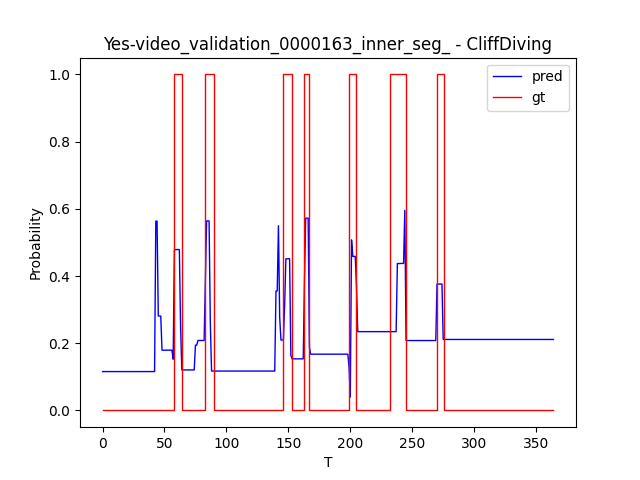 Yes-video_validation_0000163_inner_seg_ - CliffDiving
pred
gt
Probability
1.0
0.8
0.6
0.4
0.2
0.0
0 50 100 150 200 250 300 350
T